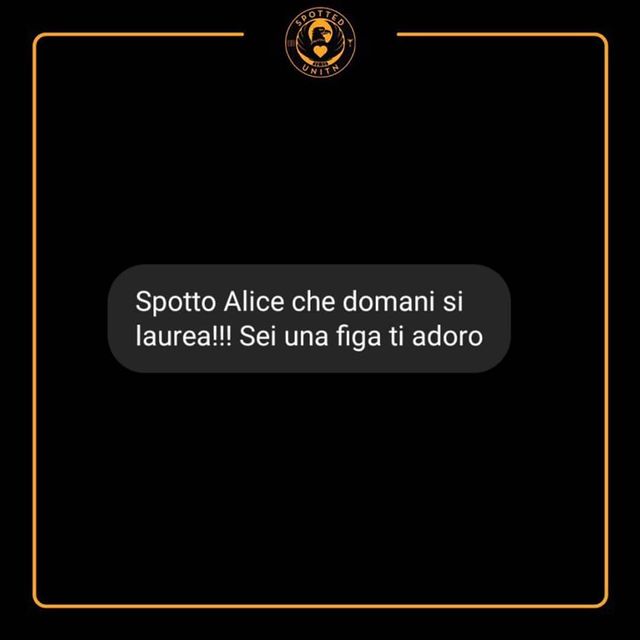 SPOTTED
UNITN
Spotto Alice che domani si
laurea!!! Sei una figa ti adoro